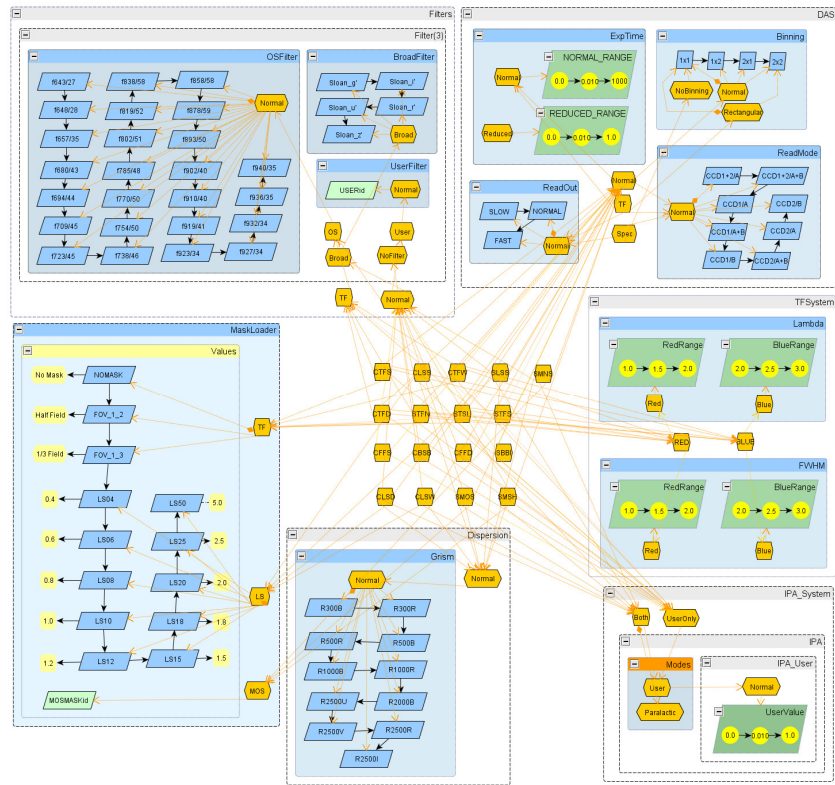 Filters
Filter(3)
OSFilter
f643/27
f838/58
f858/58
f648/28
f819/52
f878/59
f657/35
f802/51
f893/50
f680/43
f785/48
f902/40
f940/35
f694/44
f770/50
f910/40
f936/35
f709/45
f754/50
f919/41
f932/34
f723/45
f738/46
f923/34
f927/34
Normal
BroadFilter
Sloan_g'
Sloan_i'
Sloan_u'
Sloan_r'
Sloan_z'
Broad
UserFilter
USERid
Normal
OS
User
Broad
NoFilter
TF
Normal
DAS
ExpTime
NORMAL_RANGE
Normal
0.0
0.010
1000
REDUCED_RANGE
Reduced
0.0
0.010
1.0
Binning
1x1
1x2
2x1
2x2
NoBinning
Normal
Rectangular
ReadOut
SLOW
NORMAL
FAST
Normal
Normal
TF
Spec
ReadMode
CCD1+2/A
CCD1+2/A+B
Normal
CCD1/A
CCD2/B
CCD1/A+B
CCD2/A
CCD1/B
CCD2/A+B
MaskLoader
Values
No Mask
NOMASK
Half Field
FOV_1_2
1/3 Field
FOV_1_3
0.4
LS04
LS50
5.0
0.6
LS06
LS25
2.5
0.8
LS08
LS20
2.0
1.0
LS10
LS18
1.8
1.2
LS12
LS15
1.5
MOSMASKid
TF
LS
MOS
CTFS
CLSS
CTFW
SLSS
SMNS
CTFD
STFN
STSU
STFS
CFFS
CBSB
CFFD
SBBI
CLSD
CLSW
SMOS
SMSH
TFSystem
Lambda
RedRange
BlueRange
1.0
1.5
2.0
2.0
2.5
3.0
Red
Blue
RED
BLUE
FWHM
RedRange
BlueRange
1.0
1.5
2.0
2.0
2.5
3.0
Red
Blue
Dispersion
Grism
Normal
Normal
R300B
R300R
R500R
R500B
R1000B
R1000R
R2500U
R2000B
R2500V
R2500R
R2500I
IPA_System
Both
UserOnly
IPA
Modes
User
Paralactic
IPA_User
Normal
UserValue
0.0
0.010
1.0